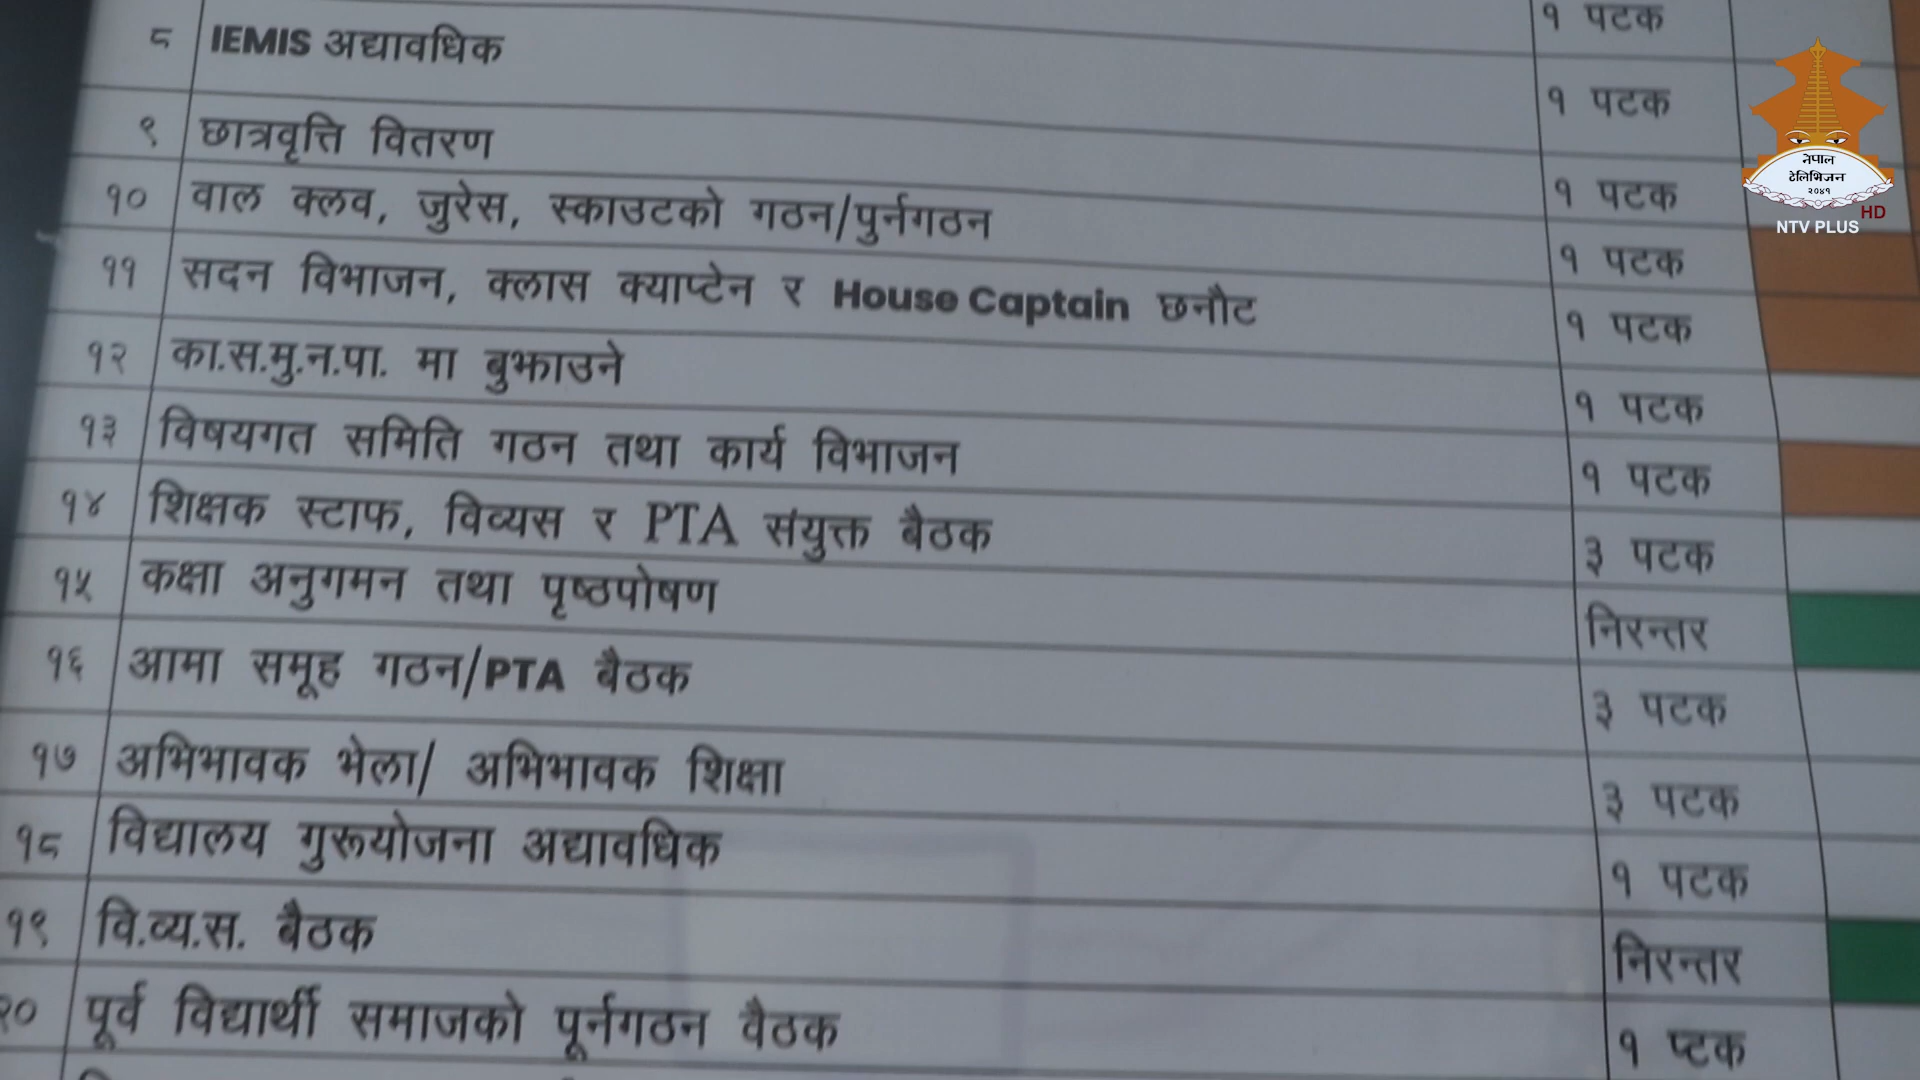 १ पटक
८ IEMIS अद्यावधिक १ पटक
९ छात्रवृत्ति वितरण १ पटक
१० वाल क्लव, जुरेस, स्काउटको गठन/पुर्नगठन १ पटक
११ सदन विभाजन, क्लास क्याप्टेन र House Captain छनौट १ पटक
१२ का.स.मु.न.पा. मा बुझाउने १ पटक
१३ विषयगत समिति गठन तथा कार्य विभाजन १ पटक
१४ शिक्षक स्टाफ, विव्यस र PTA संयुक्त बैठक ३ पटक
१५ कक्षा अनुगमन तथा पृष्ठपोषण निरन्तर
१६ आमा समूह गठन/PTA बैठक ३ पटक
१७ अभिभावक भेला/ अभिभावक शिक्षा ३ पटक
१८ विद्यालय गुरूयोजना अद्यावधिक १ पटक
१९ वि.व्य.स. बैठक निरन्तर
२० पूर्व विद्यार्थी समाजको पूर्नगठन वैठक १ प्टक
नेपाल
टेलिभिजन
२०४१
HD
NTV PLUS